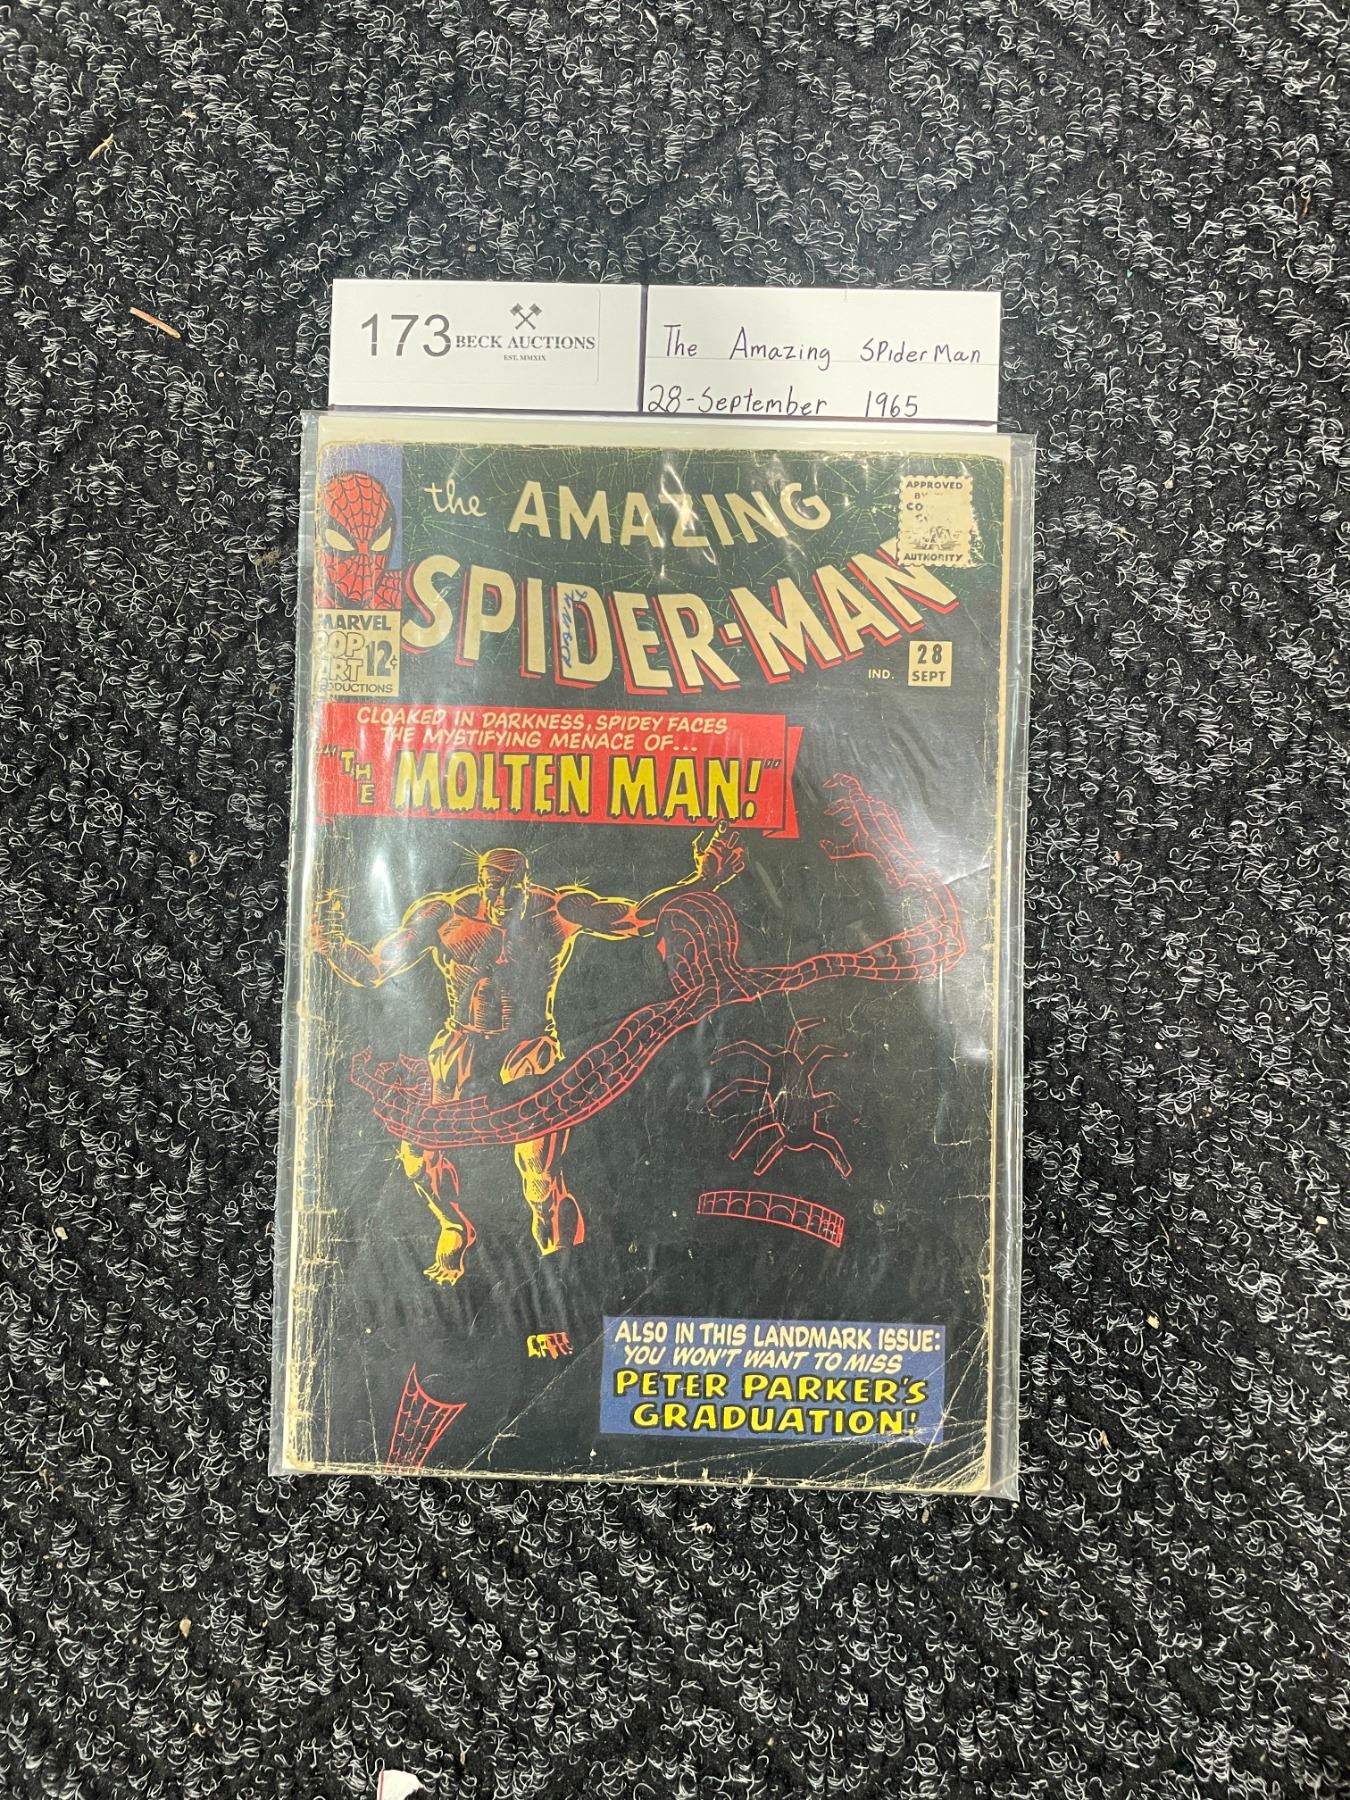 173
BECK AUCTIONS
EST. MMXIX
The Amazing SPiderMan
28-September 1965
the AMAZING
SPIDER-MAN
APPROVED
BY
CO
AUTHORITY
MARVEL
POP
ART 12¢
PRODUCTIONS
IND.
28
SEPT
CLOAKED IN DARKNESS, SPIDEY FACES
THE MYSTIFYING MENACE OF...
"THE MOLTEN MAN!"
ALSO IN THIS LANDMARK ISSUE:
YOU WON'T WANT TO MISS
PETER PARKER'S
GRADUATION!